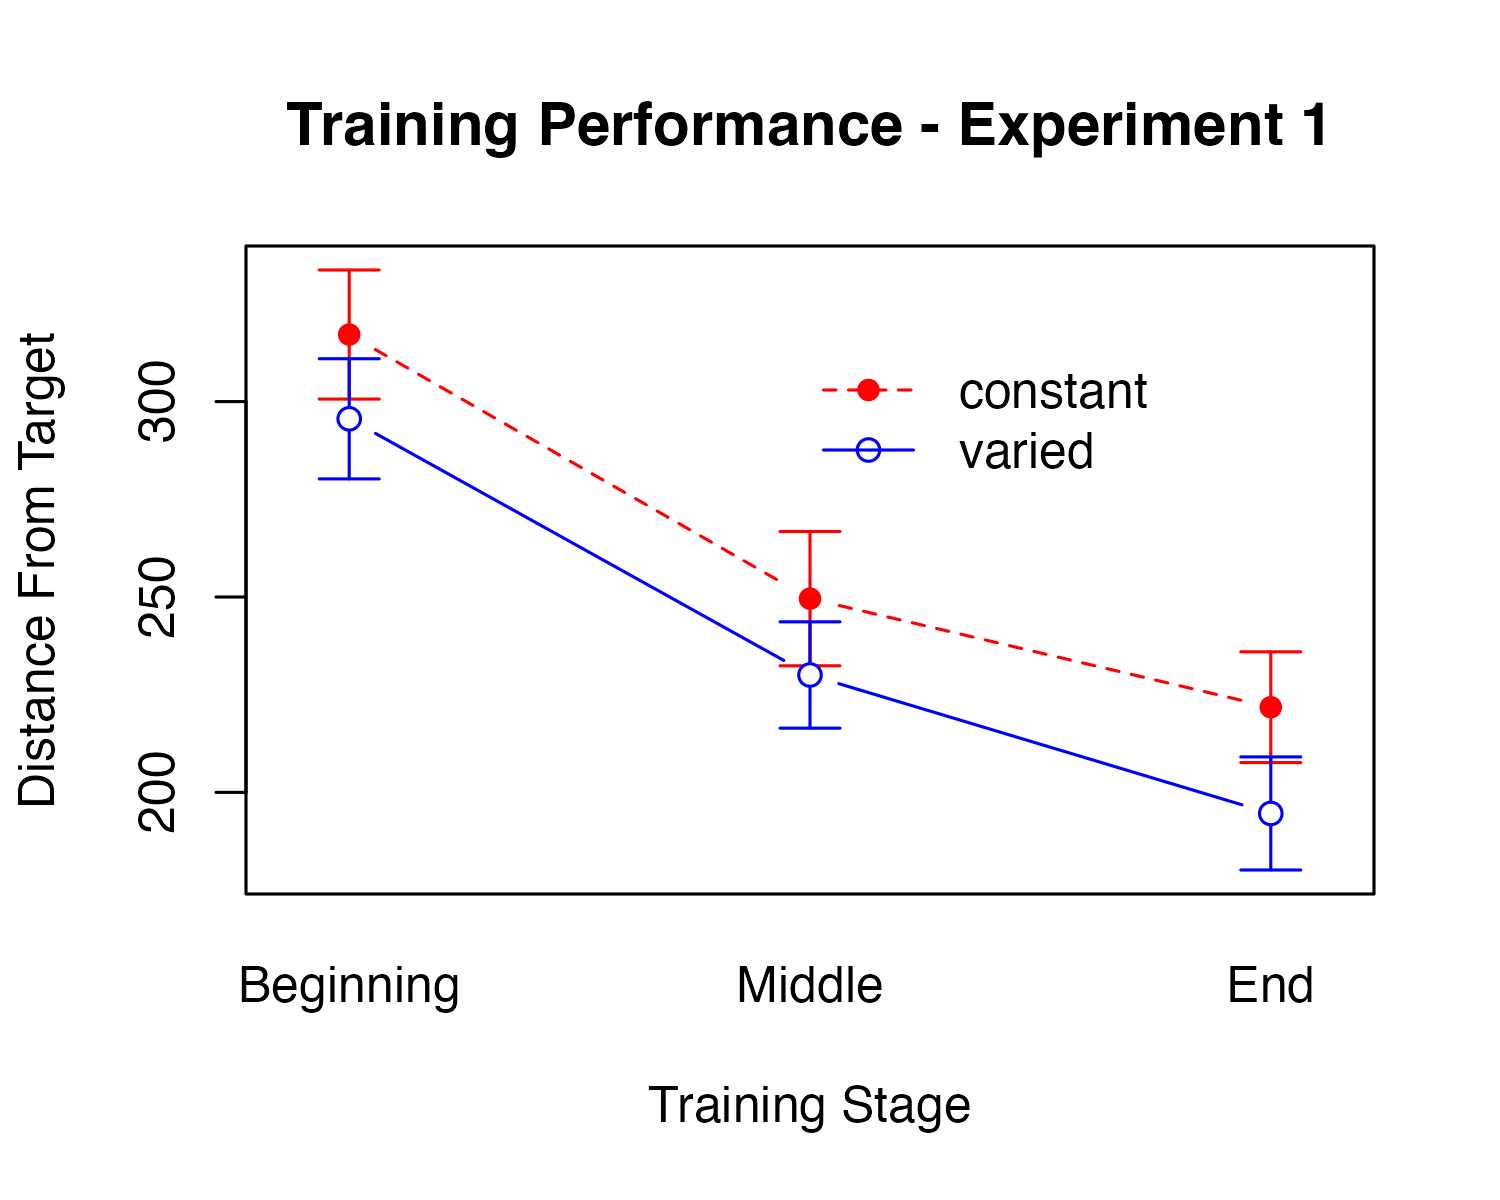 Training Performance - Experiment 1
Distance From Target
300
250
200
constant
varied
Beginning
Middle
End
Training Stage